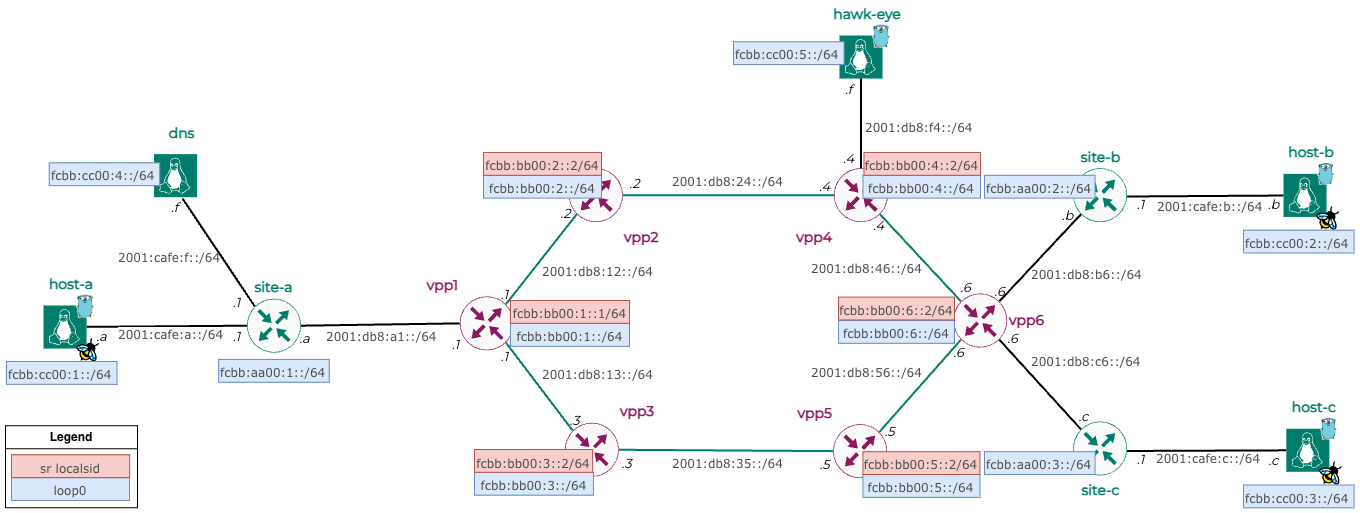 hawk-eye
fcbb:cc00:5::/64
.f
2001:db8:f4::/64
dns
fcbb:cc00:4::/64
.f
2001:cafe:f::/64
.1
host-a
fcbb:cc00:1::/64
.a
2001:cafe:a::/64
.1
site-a
.a
fcbb:aa00:1::/64
2001:db8:a1::/64
.1
vpp1
.1
fcbb:bb00:1::1/64
fcbb:bb00:1::/64
.1
2001:db8:12::/64
2001:db8:13::/64
fcbb:bb00:2::2/64
fcbb:bb00:2::/64
.2
.2
vpp2
2001:db8:24::/64
.4
.4
fcbb:bb00:4::2/64
fcbb:bb00:4::/64
.4
vpp4
2001:db8:46::/64
.3
vpp3
fcbb:bb00:3::2/64
fcbb:bb00:3::/64
.3
2001:db8:35::/64
vpp5
.5
.5
fcbb:bb00:5::2/64
fcbb:bb00:5::/64
2001:db8:56::/64
.6
.6
fcbb:bb00:6::2/64
fcbb:bb00:6::/64
vpp6
.6
.6
2001:db8:b6::/64
2001:db8:c6::/64
site-b
fcbb:aa00:2::/64
.b
.1
2001:cafe:b::/64
.b
host-b
fcbb:cc00:2::/64
.c
fcbb:aa00:3::/64
site-c
.1
2001:cafe:c::/64
.c
host-c
fcbb:cc00:3::/64
Legend
sr localsid
loop0